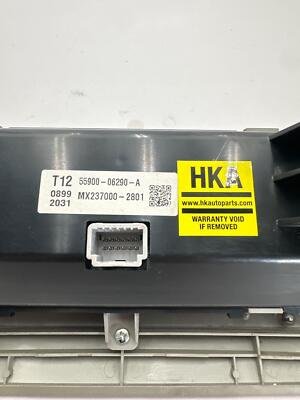 T12 55900-06290-A
0899 MX237000-2801
2031
HKA
www.hkautoparts.com
WARRANTY VOID
IF REMOVED